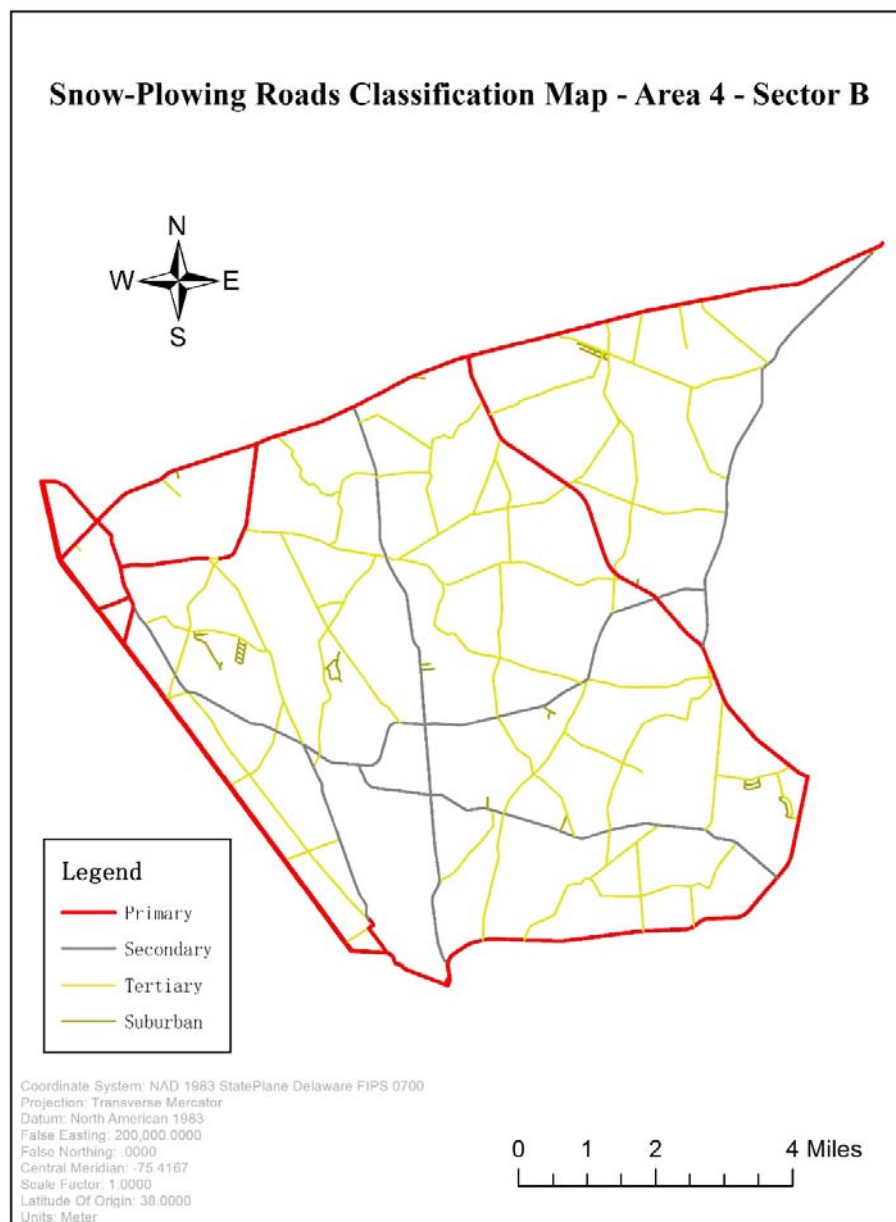 Snow-Plowing Roads Classification Map - Area 4 - Sector B
N
W E
S
Legend
Primary
Secondary
Tertiary
Suburban
Coordinate System: NAD 1983 StatePlane Delaware FIPS 0700
Projection: Transverse Mercator
Datum: North American 1983
False Easting: 200,000.0000
False Northing: .0000
Central Meridian: -75.4167
Scale Factor: 1.0000
Latitude Of Origin: 38.0000
Units: Meter
0 1 2 4 Miles